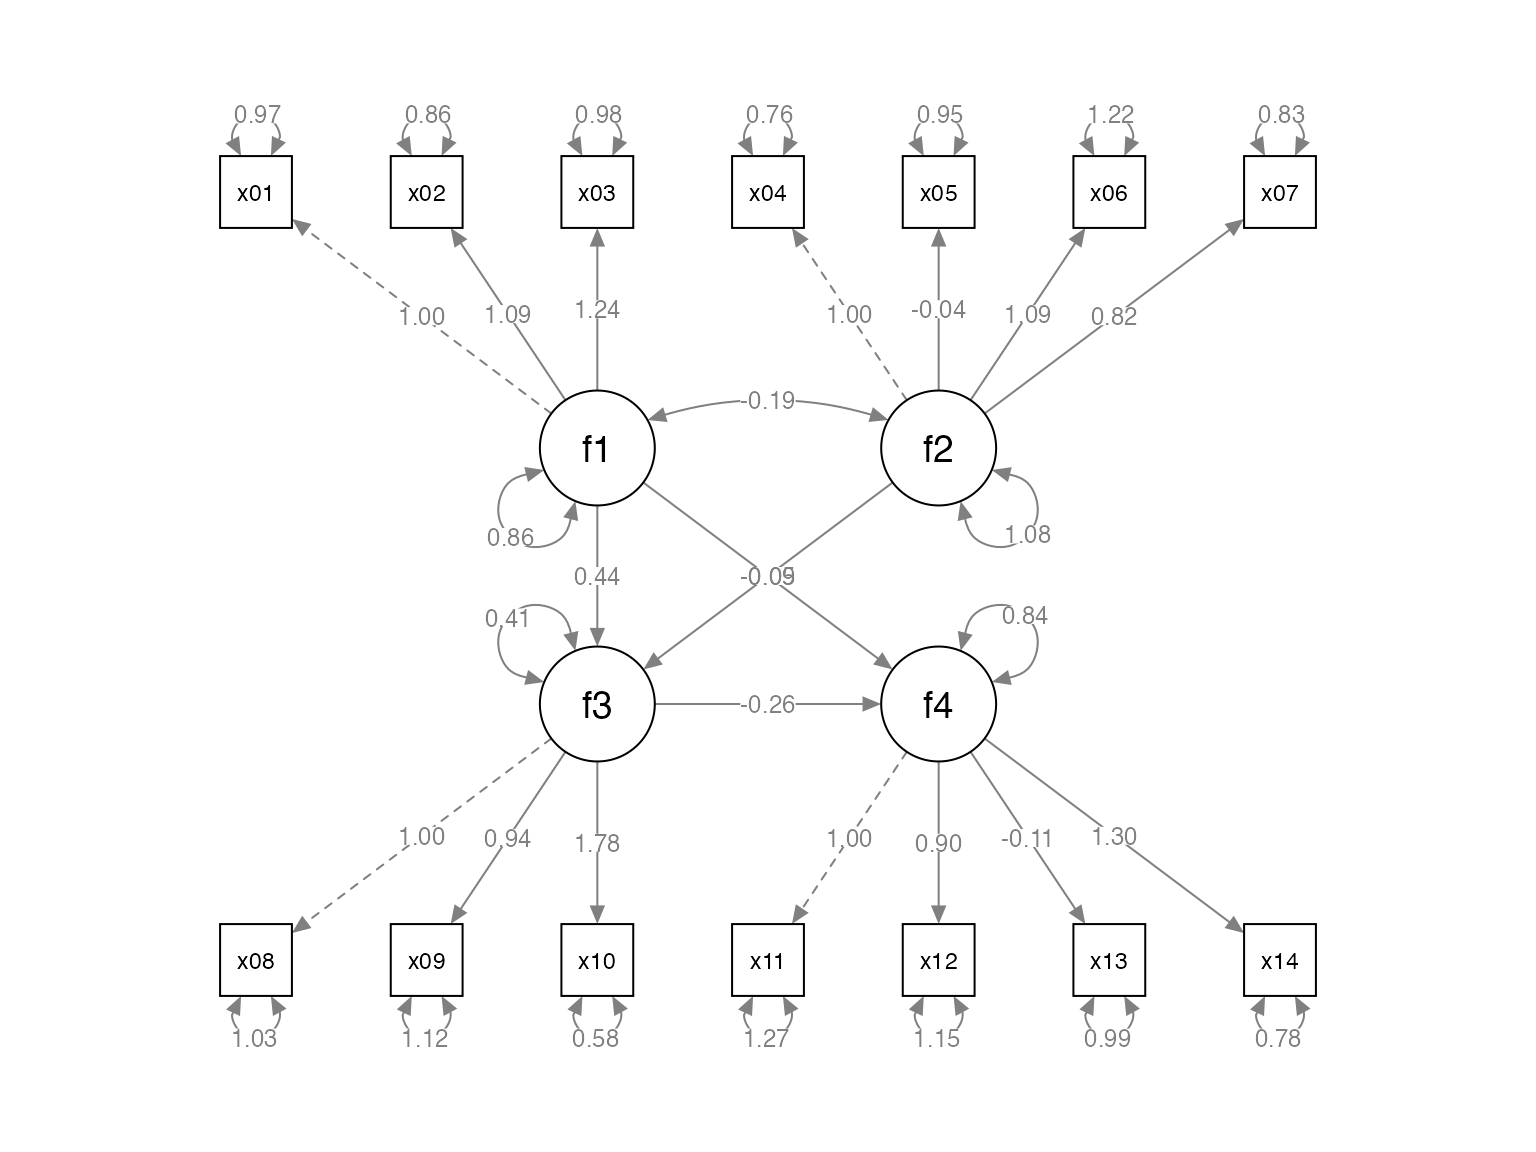 0.97 0.86 0.98 0.76 0.95 1.22 0.83
x01 x02 x03 x04 x05 x06 x07
1.00 1.09 1.24 1.00 -0.04 1.09 0.82
-0.19
f1 f2
0.86 1.08
0.44
0.41 0.84
f3 -0.26 f4
1.00 0.94 1.78 1.00 0.90 -0.11 1.30
x08 x09 x10 x11 x12 x13 x14
1.03 1.12 0.58 1.27 1.15 0.99 0.78